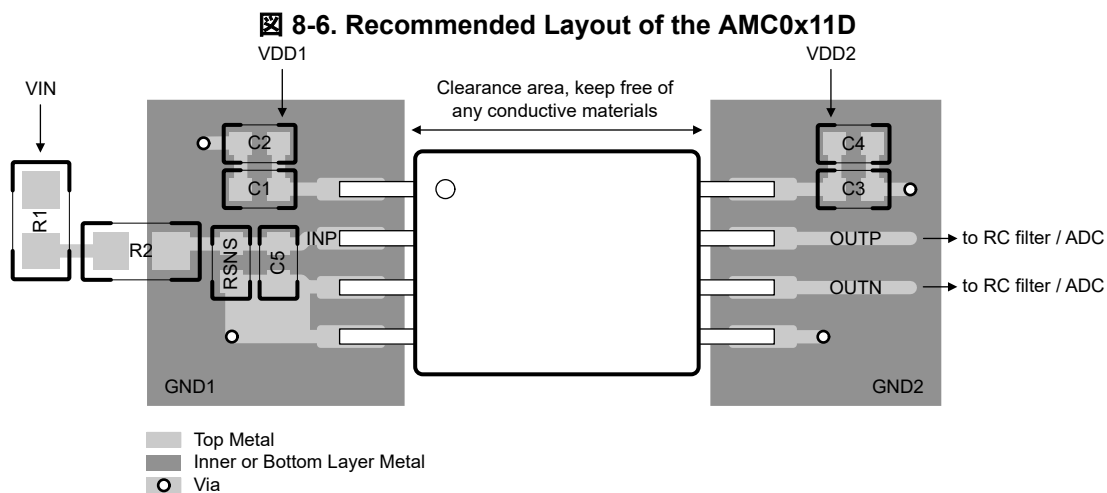 図 8-6. Recommended Layout of the AMC0x11D
VDD1
VDD2
VIN
Clearance area, keep free of
any conductive materials
C2
C4
C1
C3
R1
R2
RSNS
C5
INP
OUTP
to RC filter / ADC
OUTN
to RC filter / ADC
GND1
GND2
Top Metal
Inner or Bottom Layer Metal
Via